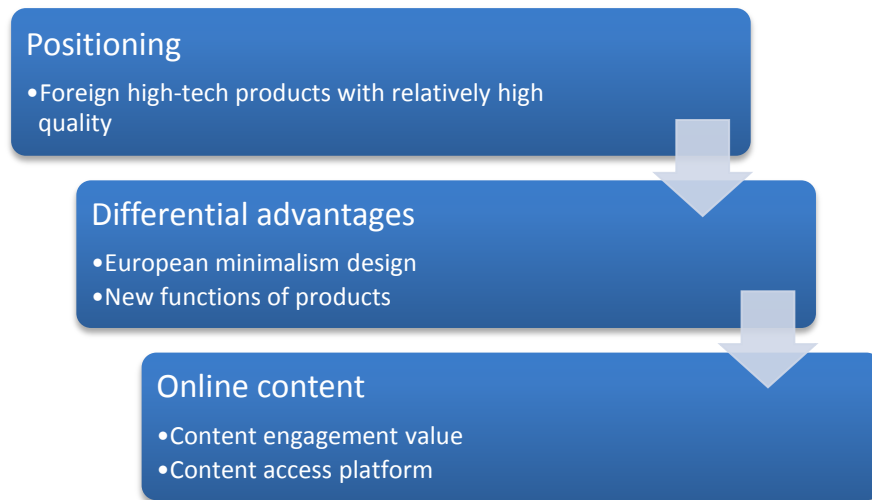 Positioning
•Foreign high-tech products with relatively high
quality
Differential advantages
•European minimalism design
•New functions of products
Online content
•Content engagement value
•Content access platform